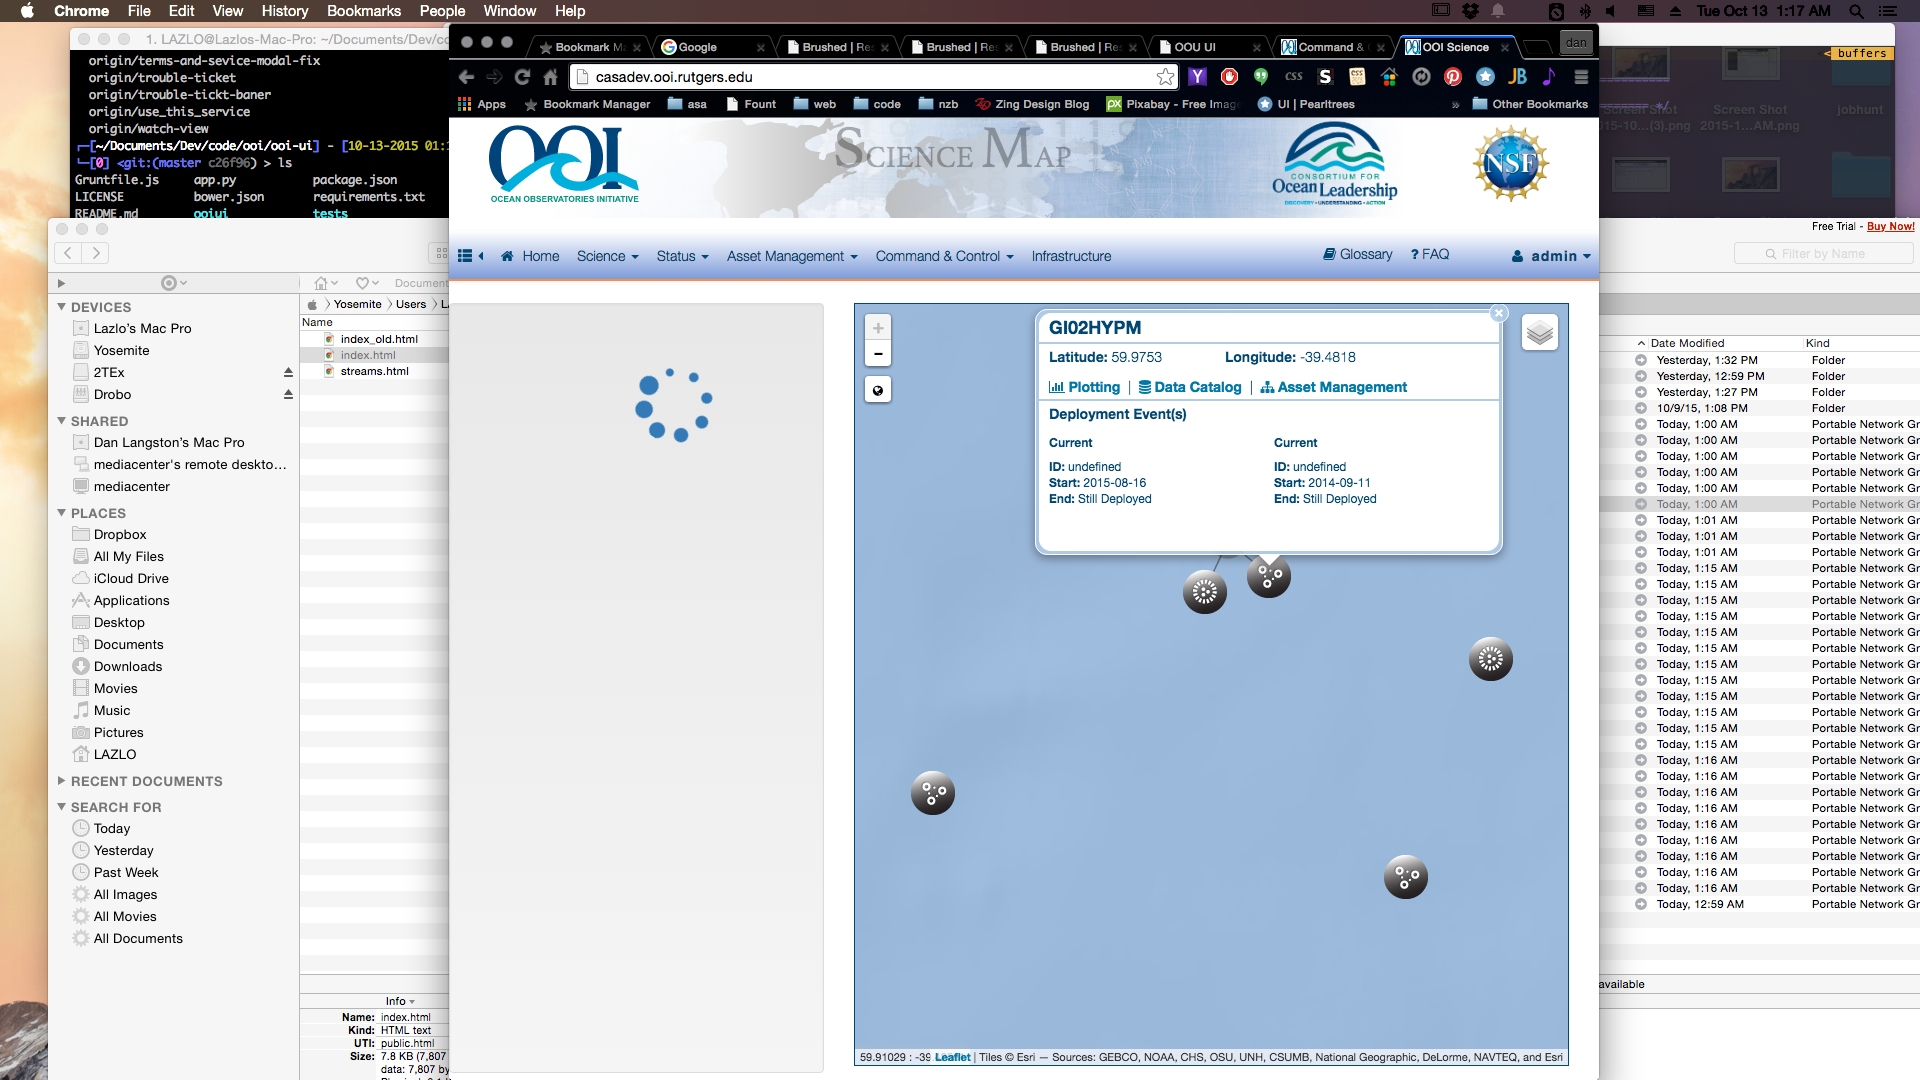 Chrome File Edit View History Bookmarks People Window Help
Tue Oct 13 1:17 AM
1. LAZLO@Lazlos-Mac-Pro: ~/Documents/Dev/co
origin/terms-and-sevice-modal-fix
origin/trouble-ticket
origin/trouble-tickt-baner
origin/use_this_service
origin/watch-view
[~/Documents/Dev/code/ooi/ooi-ui] - [10-13-2015 01:1
[0] <git:(master c26f96) > ls
Gruntfile.js app.py package.json
LICENSE bower.json requirements.txt
README.md ooiui tests
Bookmark M
Google
Brushed | Re
Brushed | Re
Brushed | Re
OOU UI
Command &
OOI Science
dan
casadev.ooi.rutgers.edu
Apps Bookmark Manager asa Fount web code nzb Zing Design Blog Pixabay - Free Imag UI | Pearltrees » Other Bookmarks
buffers
Screen Shot
jobhunt
2015-1...AM.png
OOI
OCEAN OBSERVATORIES INITIATIVE
SCIENCE MAP
CONSORTIUM FOR
Ocean Leadership
DISCOVERY • UNDERSTANDING • ACTION
NSF
Home Science Status Asset Management Command & Control Infrastructure Glossary ? FAQ admin
Free Trial - Buy Now!
Filter by Name
DEVICES
Lazlo's Mac Pro
Yosemite
2TEx
Drobo
SHARED
Dan Langston's Mac Pro
mediacenter's remote deskto...
mediacenter
PLACES
Dropbox
All My Files
iCloud Drive
Applications
Desktop
Documents
Downloads
Movies
Music
Pictures
LAZLO
RECENT DOCUMENTS
SEARCH FOR
Today
Yesterday
Past Week
All Images
All Movies
All Documents
Document
Yosemite Users L
Name
index_old.html
index.html
streams.html
Info
Name: index.html
Kind: HTML text
UTI: public.html
Size: 7.8 KB (7,807
data: 7,807 by
GI02HYPM
Latitude: 59.9753 Longitude: -39.4818
Plotting | Data Catalog | Asset Management
Deployment Event(s)
Current Current
ID: undefined ID: undefined
Start: 2015-08-16 Start: 2014-09-11
End: Still Deployed End: Still Deployed
59.91029 : -39 Leaflet | Tiles © Esri — Sources: GEBCO, NOAA, CHS, OSU, UNH, CSUMB, National Geographic, DeLorme, NAVTEQ, and Esri
Date Modified Kind
Yesterday, 1:32 PM Folder
Yesterday, 12:59 PM Folder
Yesterday, 1:27 PM Folder
10/9/15, 1:08 PM Folder
Today, 1:00 AM Portable Network Gr
Today, 1:00 AM Portable Network Gr
Today, 1:00 AM Portable Network Gr
Today, 1:00 AM Portable Network Gr
Today, 1:00 AM Portable Network Gr
Today, 1:00 AM Portable Network Gr
Today, 1:01 AM Portable Network Gr
Today, 1:01 AM Portable Network Gr
Today, 1:01 AM Portable Network Gr
Today, 1:15 AM Portable Network Gr
Today, 1:15 AM Portable Network Gr
Today, 1:15 AM Portable Network Gr
Today, 1:15 AM Portable Network Gr
Today, 1:15 AM Portable Network Gr
Today, 1:15 AM Portable Network Gr
Today, 1:15 AM Portable Network Gr
Today, 1:15 AM Portable Network Gr
Today, 1:15 AM Portable Network Gr
Today, 1:15 AM Portable Network Gr
Today, 1:15 AM Portable Network Gr
Today, 1:15 AM Portable Network Gr
Today, 1:16 AM Portable Network Gr
Today, 1:16 AM Portable Network Gr
Today, 1:16 AM Portable Network Gr
Today, 1:16 AM Portable Network Gr
Today, 1:16 AM Portable Network Gr
Today, 1:16 AM Portable Network Gr
Today, 1:16 AM Portable Network Gr
Today, 1:16 AM Portable Network Gr
Today, 1:16 AM Portable Network Gr
Today, 12:59 AM Portable Network Gr
available